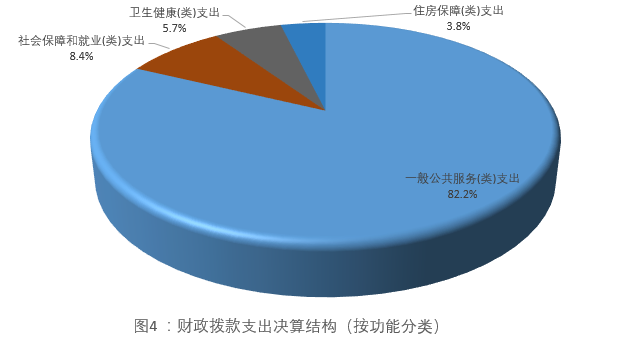 卫生健康(类)支出
5.7%
住房保障(类)支出
3.8%
社会保障和就业(类)支出
8.4%
一般公共服务(类)支出
82.2%
图4 ：财政拨款支出决算结构（按功能分类）